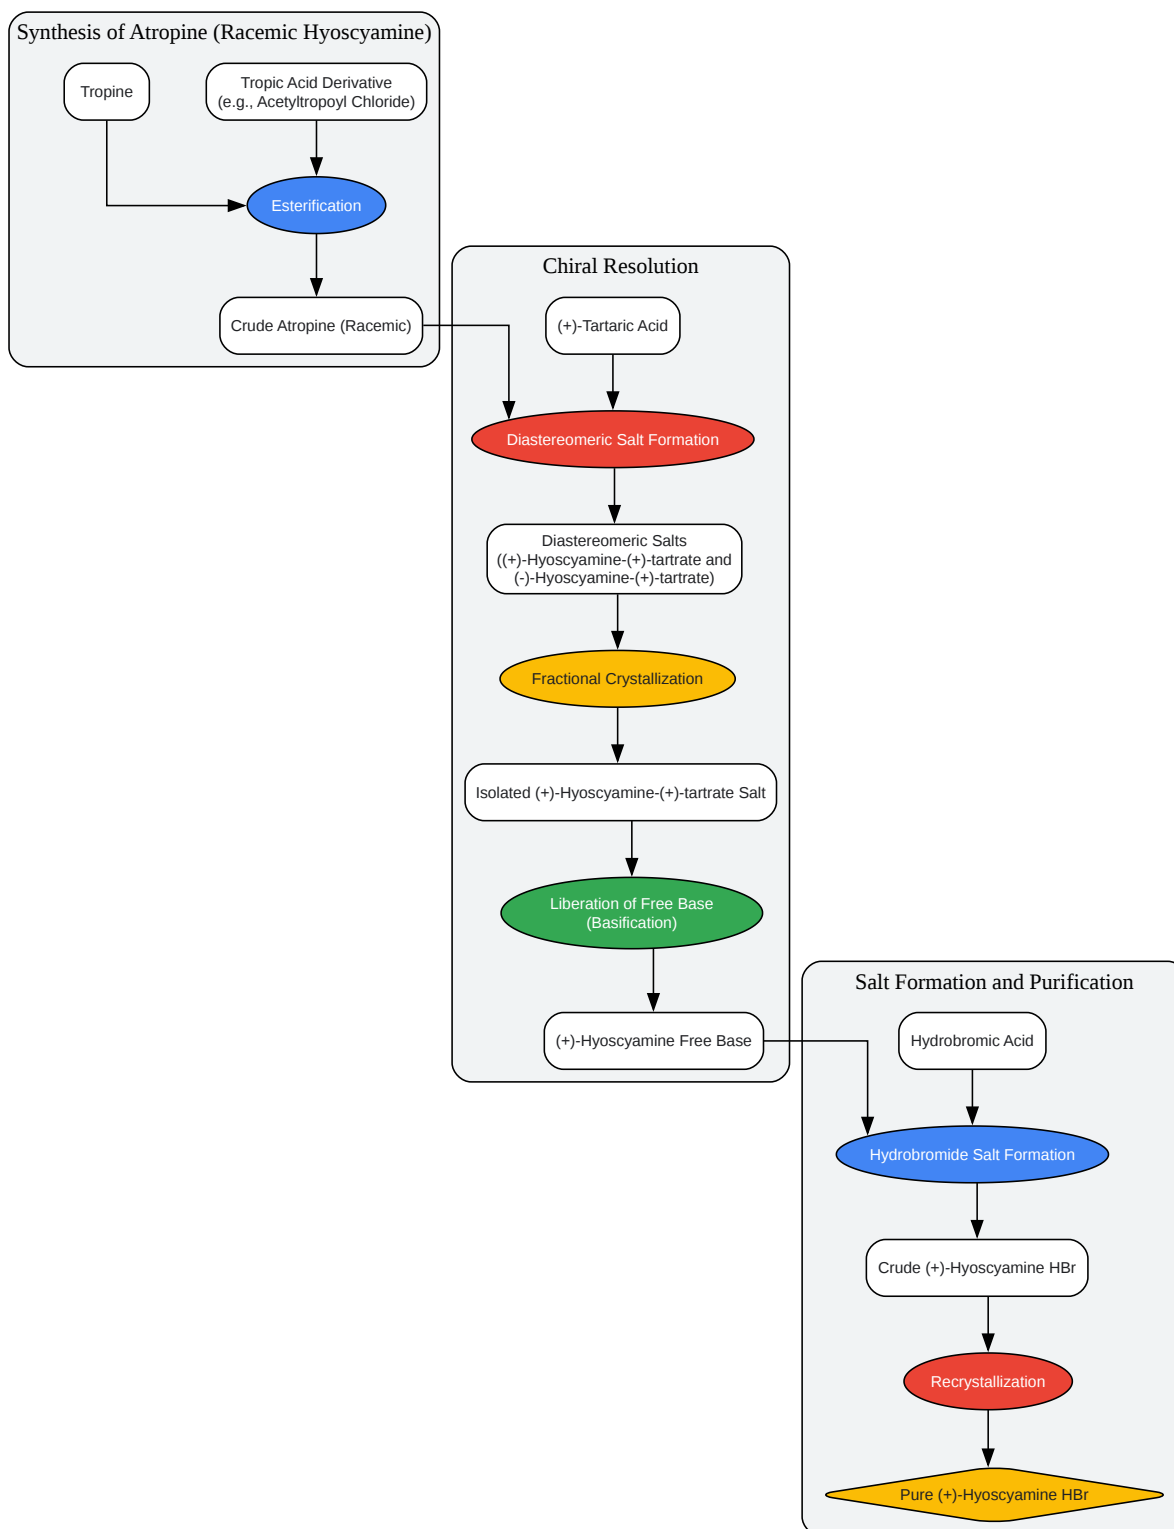 Synthesis of Atropine (Racemic Hyoscyamine)
Tropine
Tropic Acid Derivative
(e.g., Acetyltropoyl Chloride)
Esterification
Crude Atropine (Racemic)
Chiral Resolution
(+)-Tartaric Acid
Diastereomeric Salt Formation
Diastereomeric Salts
((+)-Hyoscyamine-(+)-tartrate and
(-)-Hyoscyamine-(+)-tartrate)
Fractional Crystallization
Isolated (+)-Hyoscyamine-(+)-tartrate Salt
Liberation of Free Base
(Basification)
(+)-Hyoscyamine Free Base
Salt Formation and Purification
Hydrobromic Acid
Hydrobromide Salt Formation
Crude (+)-Hyoscyamine HBr
Recrystallization
Pure (+)-Hyoscyamine HBr